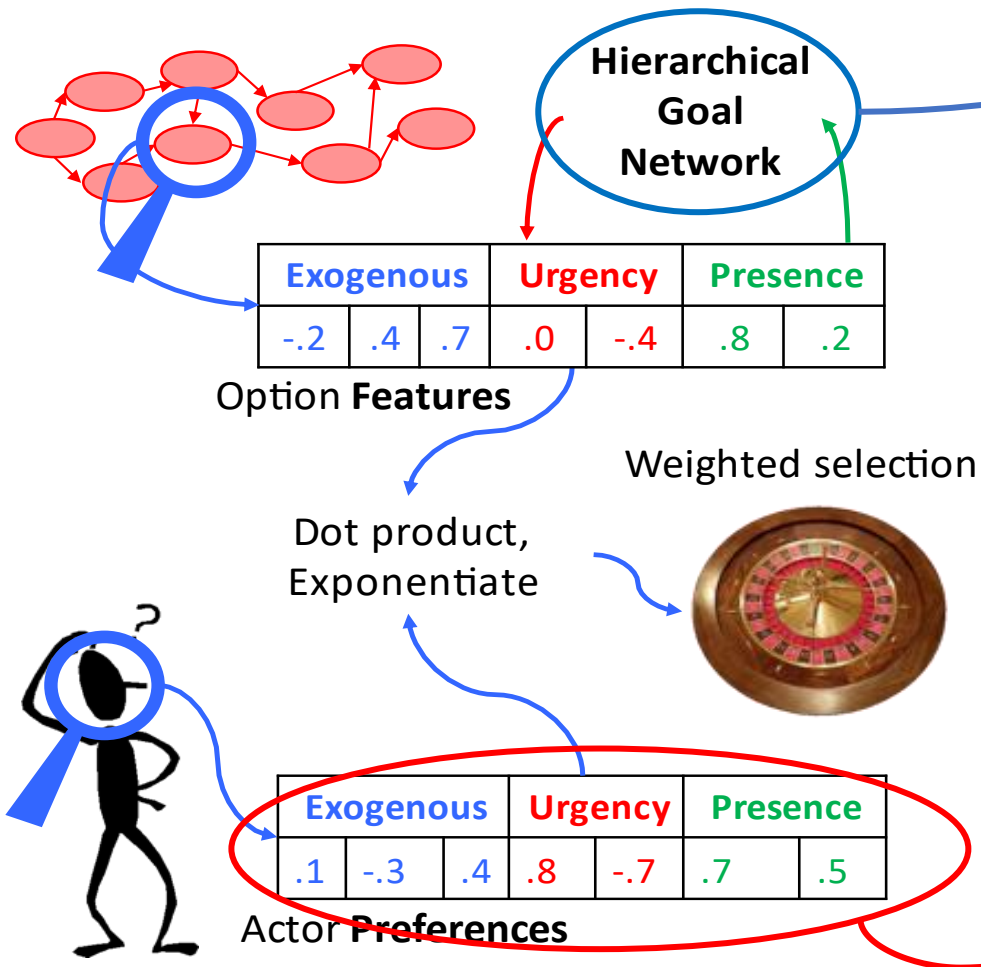 Hierarchical
Goal
Network
Exogenous Urgency Presence
-.2 .4 .7 .0 -.4 .8 .2
Option Features
Weighted selection
Dot product,
Exponentiate
?
Exogenous Urgency Presence
.1 -.3 .4 .8 -.7 .7 .5
Actor Preferences